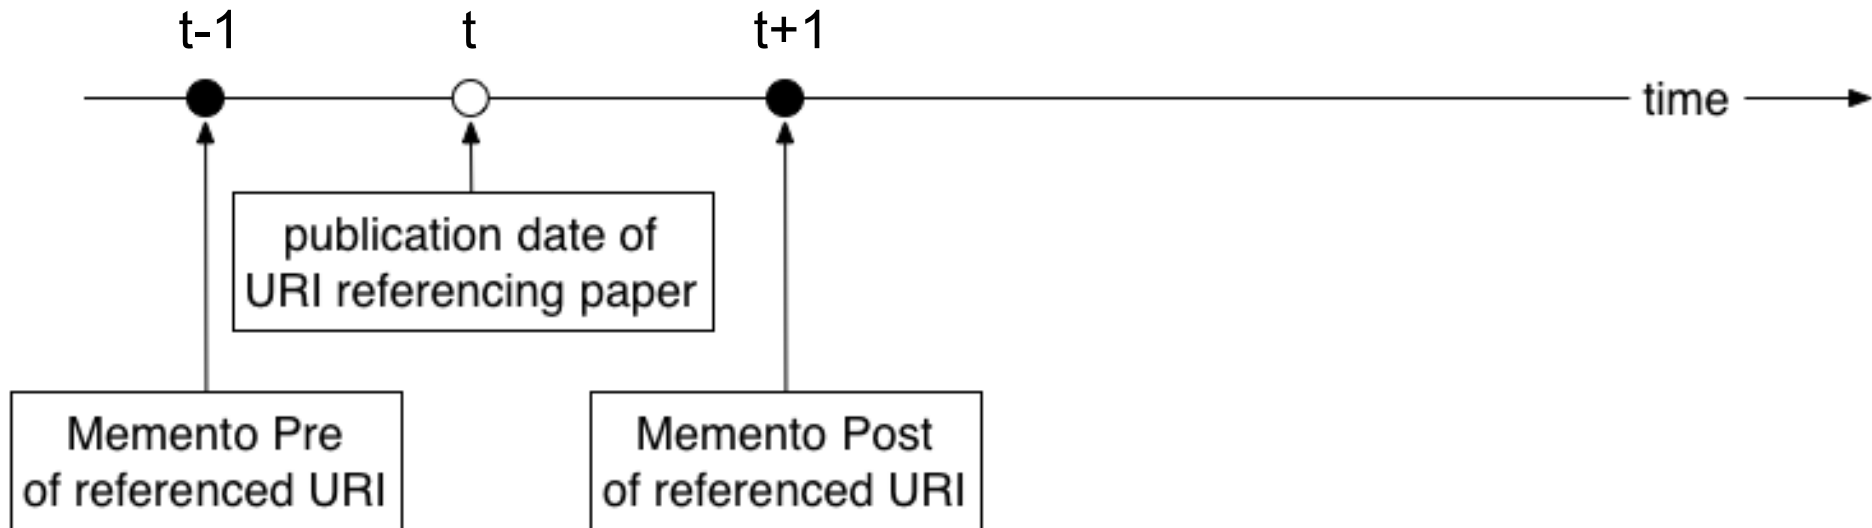 t-1
t
t+1
time
publication date of
URI referencing paper
Memento Pre
of referenced URI
Memento Post
of referenced URI